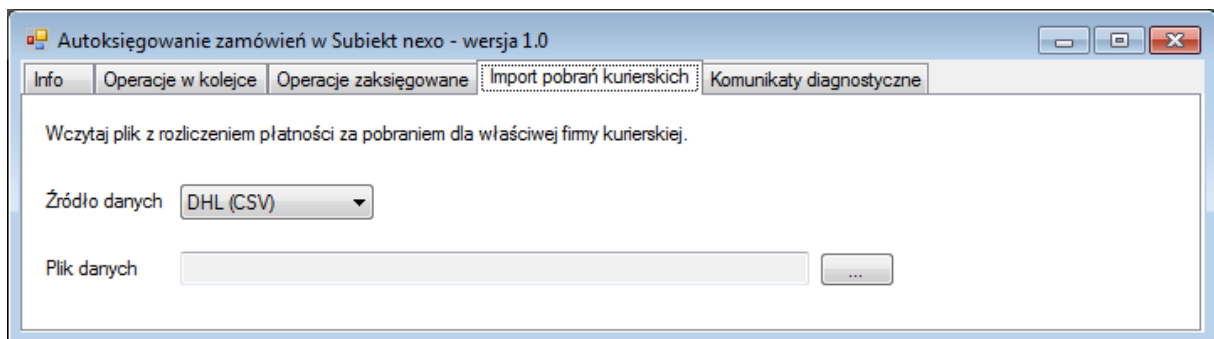 Autoksięgowanie zamówień w Subiekt nexo - wersja 1.0
Info Operacje w kolejce Operacje zaksięgowane Import pobrań kurierskich Komunikaty diagnostyczne
Wczytaj plik z rozliczeniem płatności za pobraniem dla właściwej firmy kurierskiej.
Źródło danych DHL (CSV)
Plik danych ...